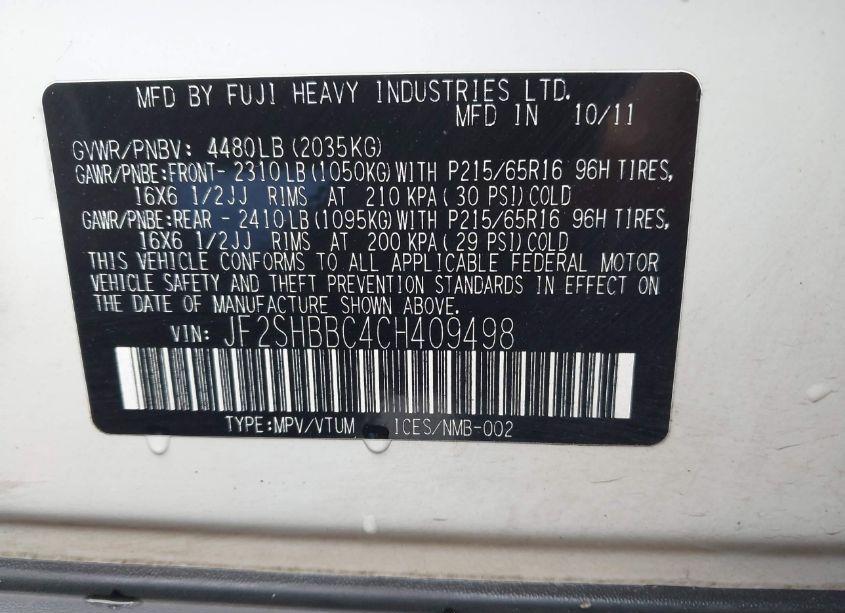 MFD BY FUJI HEAVY INDUSTRIES LTD.
MFD IN 10/11
GVWR/PNBV: 4480LB(2035KG)
GAWR/PNBE:FRONT- 2310LB(1050KG)WITH P215/65R16 96H TIRES,
16X6 1/2JJ RIMS AT 210 KPA( 30 PSI)COLD
GAWR/PNBE:REAR - 2410LB(1095KG)WITH P215/65R16 96H TIRES,
16X6 1/2JJ RIMS AT 200 KPA( 29 PSI)COLD
THIS VEHICLE CONFORMS TO ALL APPLICABLE FEDERAL MOTOR
VEHICLE SAFETY AND THEFT PREVENTION STANDARDS IN EFFECT ON
THE DATE OF MANUFACTURE SHOWN ABOVE.
VIN: JF2SHBBC4CH409498
TYPE:MPV/VTUM ICES/NMB-002